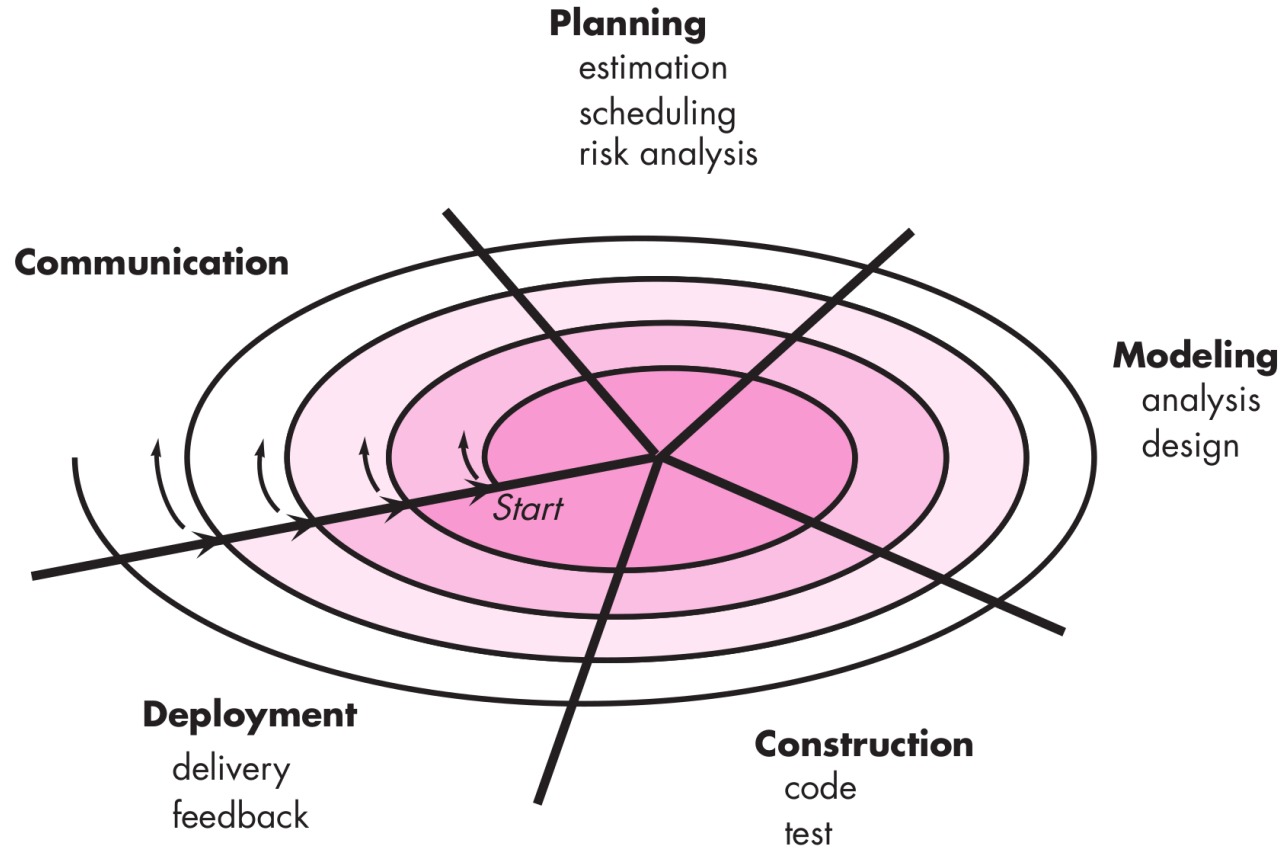 Planning
estimation
scheduling
risk analysis
Communication
Modeling
analysis
design
Start
Deployment
delivery
feedback
Construction
code
test